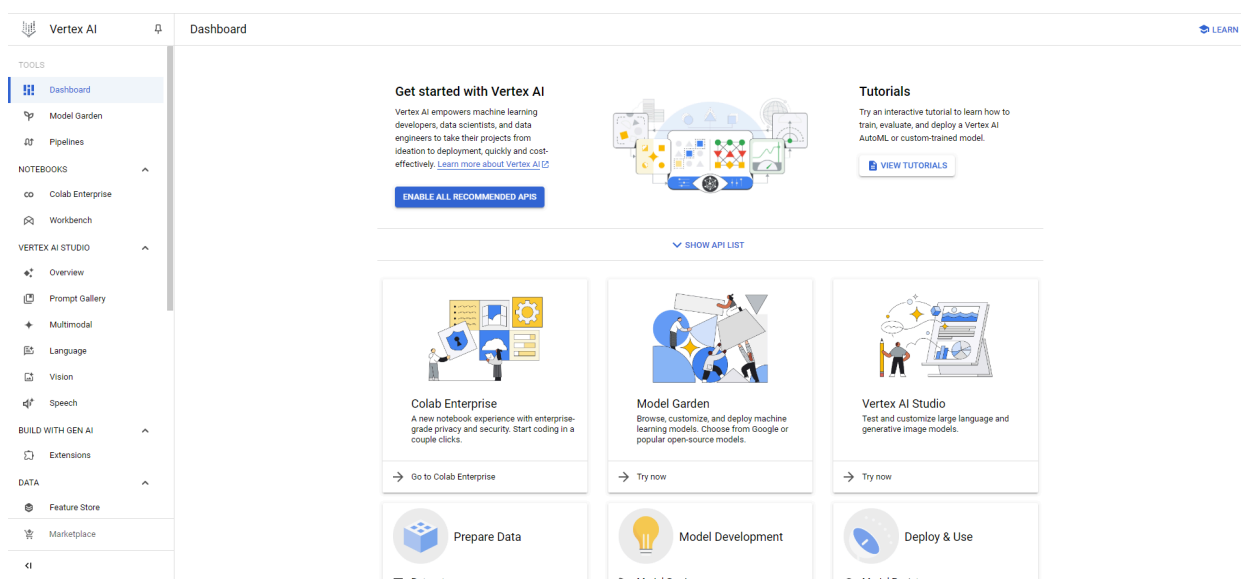 Vertex AI
Dashboard
LEARN
TOOLS
Dashboard
Model Garden
Pipelines
NOTEBOOKS
Colab Enterprise
Workbench
VERTEX AI STUDIO
Overview
Prompt Gallery
Multimodal
Language
Vision
Speech
BUILD WITH GEN AI
Extensions
DATA
Feature Store
Marketplace
Get started with Vertex AI
Vertex AI empowers machine learning
developers, data scientists, and data
engineers to take their projects from
ideation to deployment, quickly and cost-
effectively. Learn more about Vertex AI
ENABLE ALL RECOMMENDED APIS
Tutorials
Try an interactive tutorial to learn how to
train, evaluate, and deploy a Vertex AI
AutoML or custom-trained model.
VIEW TUTORIALS
SHOW API LIST
Colab Enterprise
A new notebook experience with enterprise-
grade privacy and security. Start coding in a
couple clicks.
Go to Colab Enterprise
Model Garden
Browse, customize, and deploy machine
learning models. Choose from Google or
popular open-source models.
Try now
Vertex AI Studio
Test and customize large language and
generative image models.
Try now
Prepare Data
Model Development
Deploy & Use